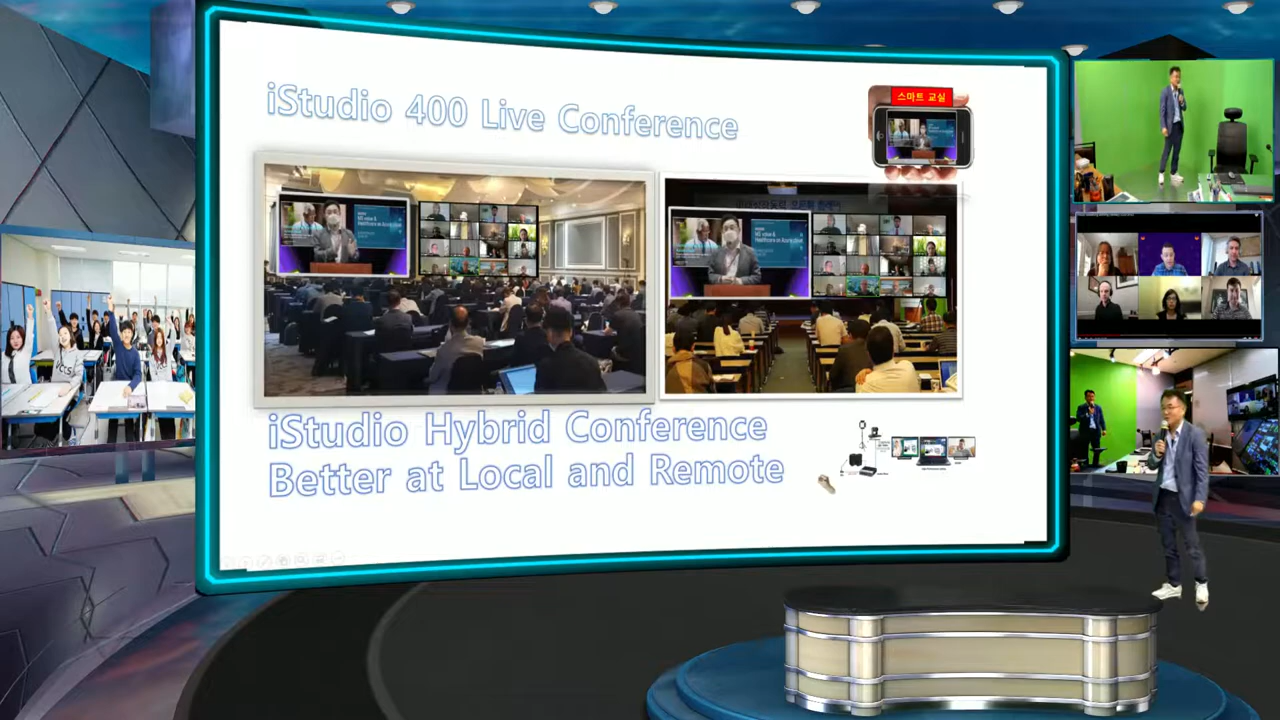 iStudio 400 Live Conference
스마트 교실
iStudio Hybrid Conference
Better at Local and Remote